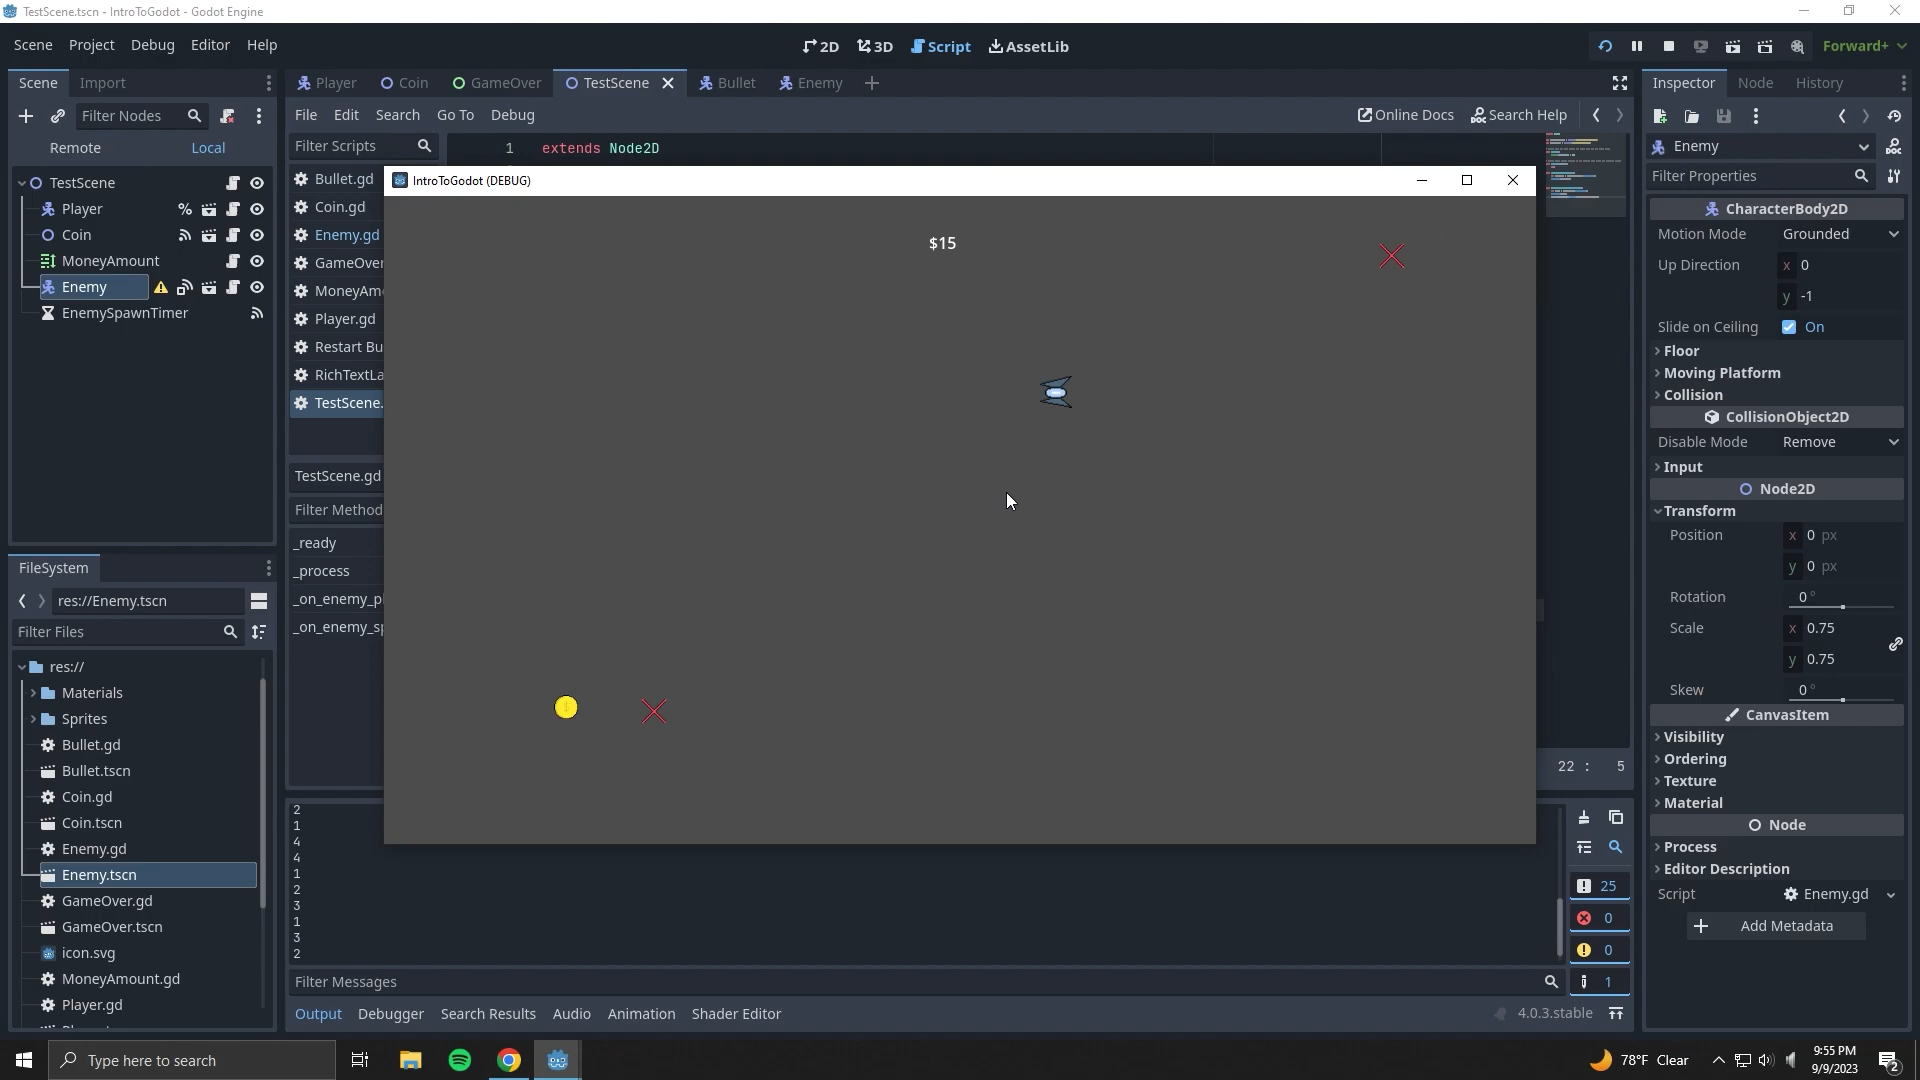 TestScene.tscn - IntroToGodot - Godot Engine
Scene Project Debug Editor Help
2D 3D Script AssetLib
Forward+
Scene Import
Player Coin GameOver TestScene Bullet Enemy
Inspector Node History
Filter Nodes
File Edit Search Go To Debug
Online Docs Search Help
Remote Local
Filter Scripts
1 extends Node2D
Enemy
Filter Properties
TestScene
Player
Coin
MoneyAmount
Enemy
EnemySpawnTimer
Bullet.gd
Coin.gd
Enemy.gd
GameOver
MoneyAm
Player.gd
Restart Bu
RichTextLa
TestScene.
TestScene.gd
Filter Method
_ready
_process
_on_enemy_p
_on_enemy_sp
IntroToGodot (DEBUG)
$15
22 : 5
CharacterBody2D
Motion Mode Grounded
Up Direction x 0
y -1
Slide on Ceiling On
Floor
Moving Platform
Collision
CollisionObject2D
Disable Mode Remove
Input
Node2D
Transform
Position x 0 px
y 0 px
Rotation 0 °
Scale x 0.75
y 0.75
Skew 0 °
CanvasItem
Visibility
Ordering
Texture
Material
Node
Process
Editor Description
Script Enemy.gd
Add Metadata
FileSystem
res://Enemy.tscn
Filter Files
res://
Materials
Sprites
Bullet.gd
Bullet.tscn
Coin.gd
Coin.tscn
Enemy.gd
Enemy.tscn
GameOver.gd
GameOver.tscn
icon.svg
MoneyAmount.gd
Player.gd
2
1
4
4
1
2
3
1
3
2
25
0
0
1
Filter Messages
Output Debugger Search Results Audio Animation Shader Editor
4.0.3.stable
Type here to search
78°F Clear
9:55 PM
9/9/2023
2